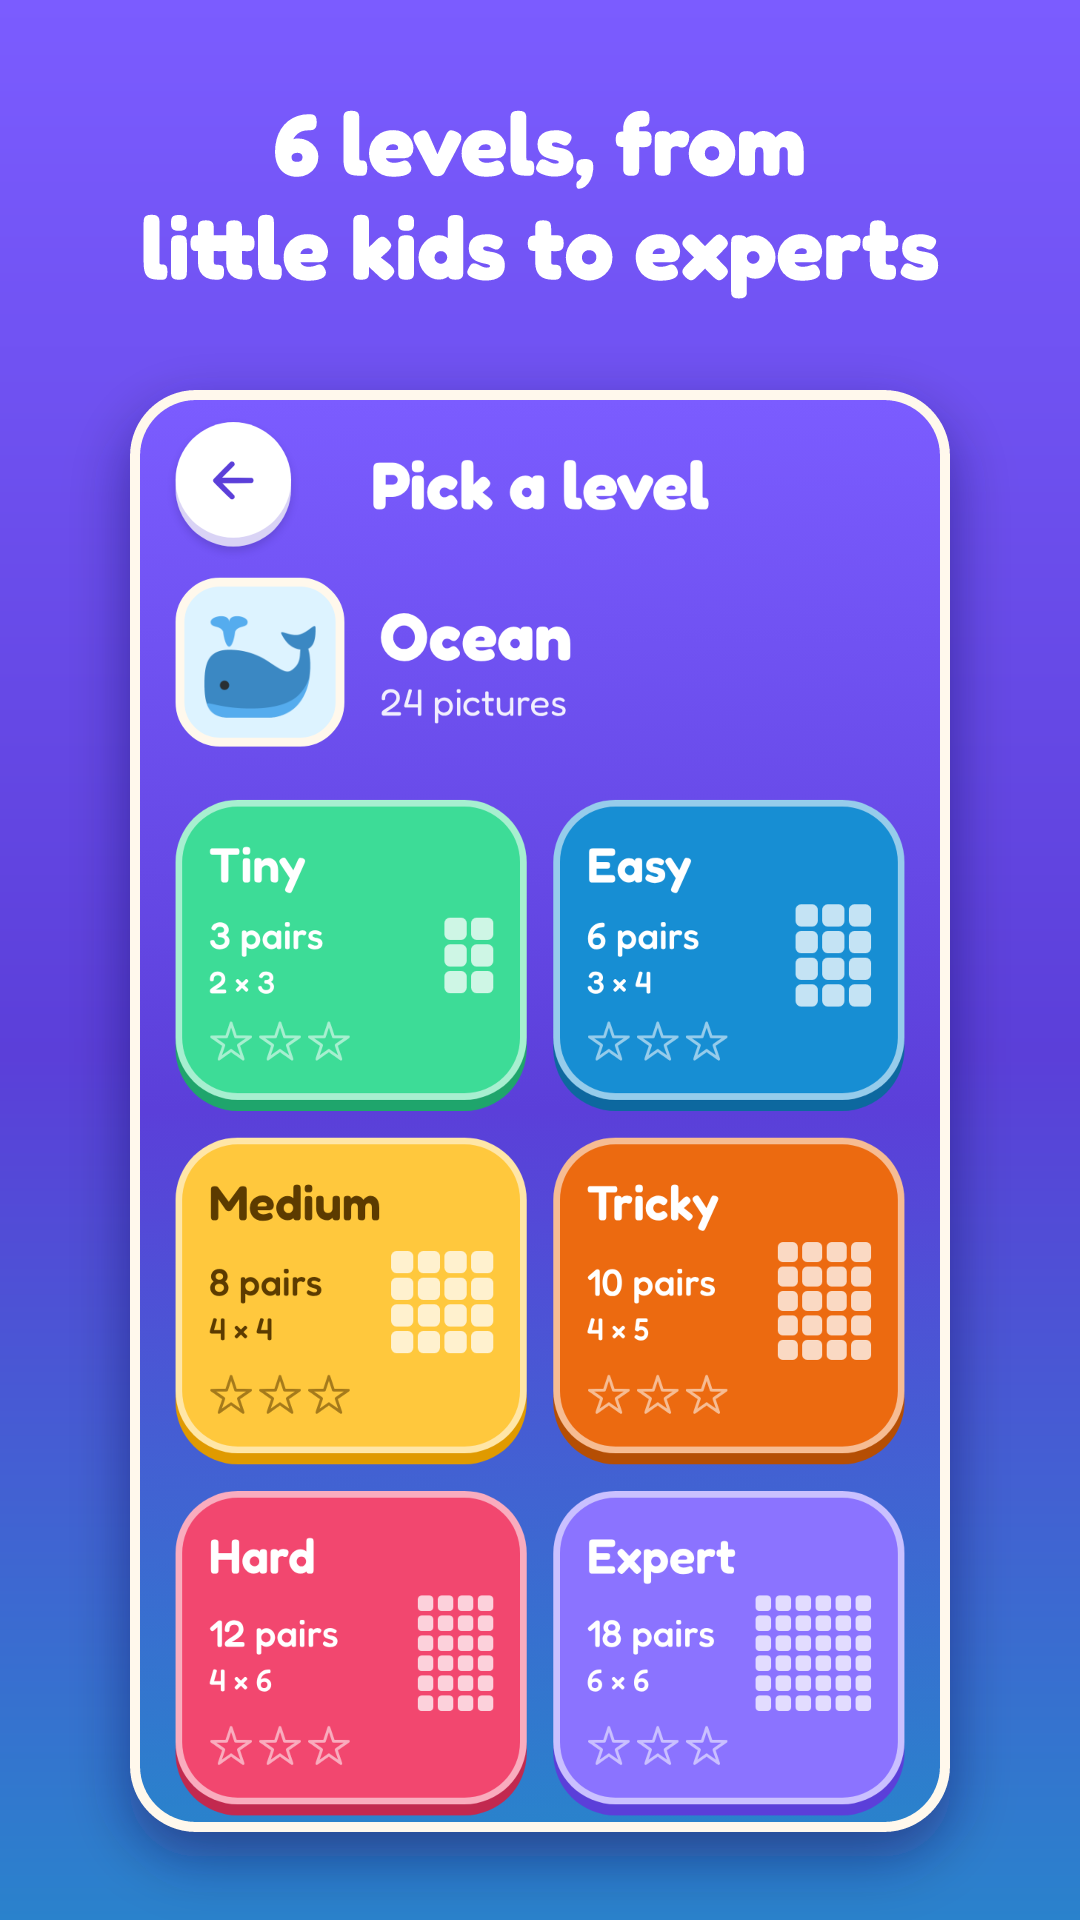 6 levels, from
little kids to experts
Pick a level
Ocean
24 pictures
Tiny
3 pairs
2 × 3
Easy
6 pairs
3 × 4
Medium
8 pairs
4 × 4
Tricky
10 pairs
4 × 5
Hard
12 pairs
4 × 6
Expert
18 pairs
6 × 6